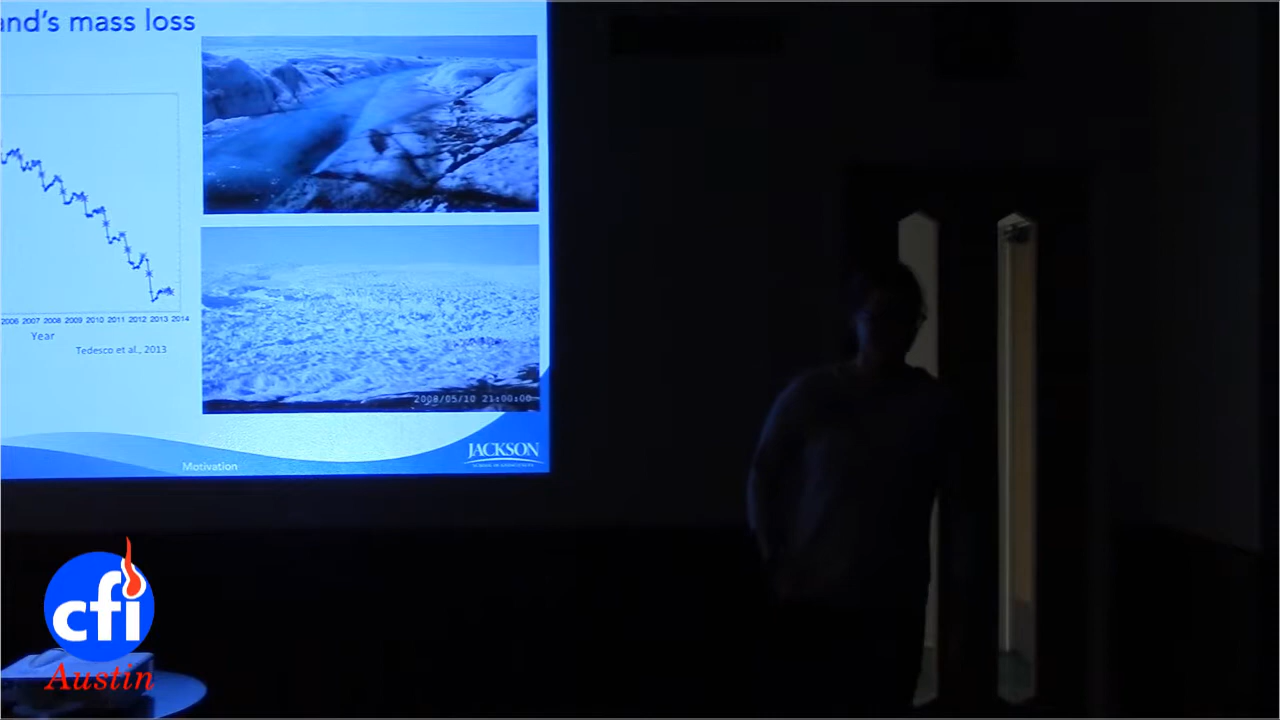 and's mass loss
2006 2007 2008 2009 2010 2011 2012 2013 2014
Year
Tedesco et al., 2013
2008/05/10 21:00:00
Motivation
JACKSON
cfi
Austin